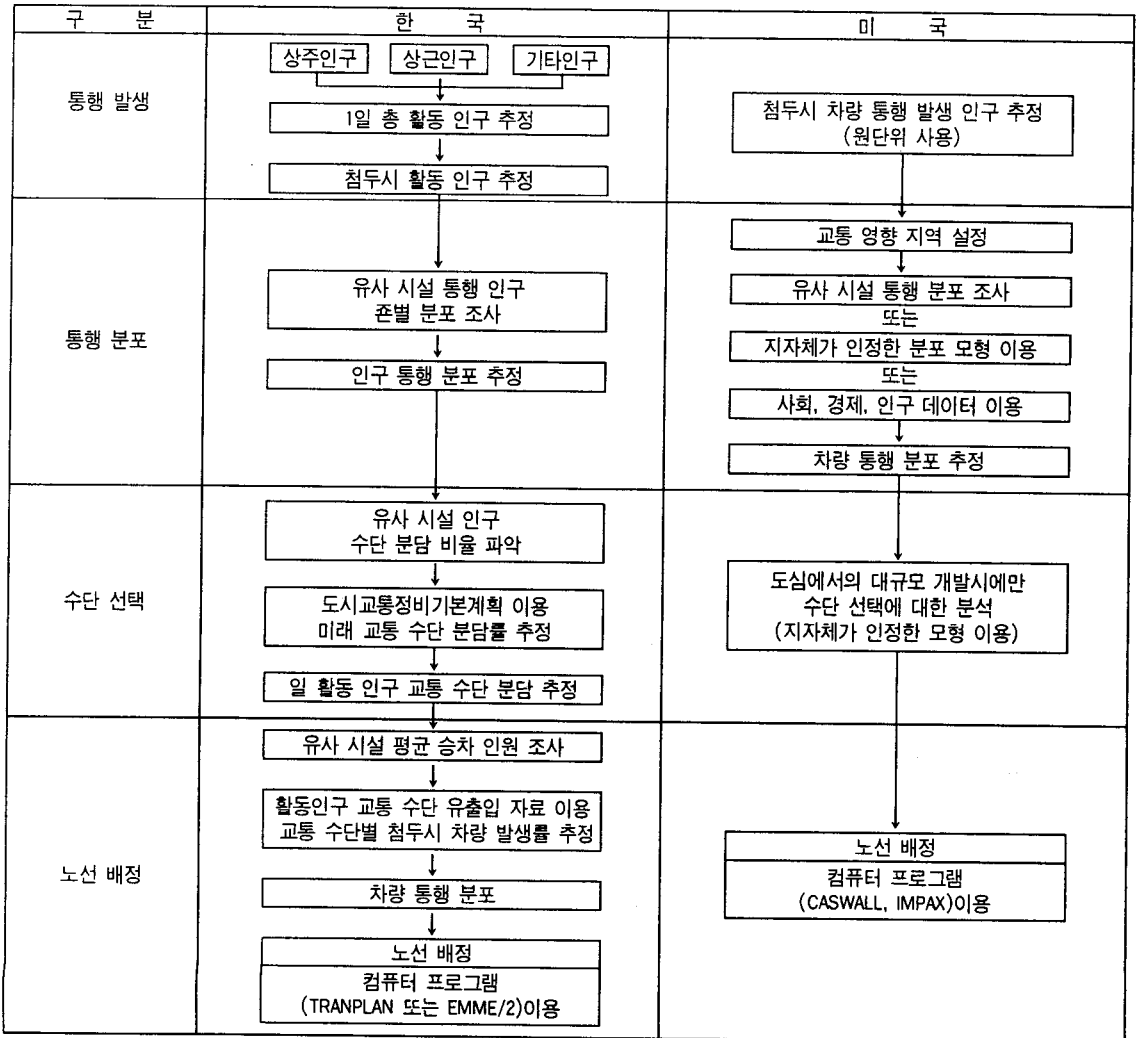 구 분
한 국
미 국
통행 발생
상주인구
상근인구
기타인구
1일 총 활동 인구 추정
첨두시 활동 인구 추정
첨두시 차량 통행 발생 인구 추정
(원단위 사용)
통행 분포
유사 시설 통행 인구
존별 분포 조사
인구 통행 분포 추정
교통 영향 지역 설정
유사 시설 통행 분포 조사
또는
지자체가 인정한 분포 모형 이용
또는
사회, 경제, 인구 데이터 이용
차량 통행 분포 추정
수단 선택
유사 시설 인구
수단 분담 비율 파악
도시교통정비기본계획 이용
미래 교통 수단 분담률 추정
일 활동 인구 교통 수단 분담 추정
도심에서의 대규모 개발시에만
수단 선택에 대한 분석
(지자체가 인정한 모형 이용)
노선 배정
유사 시설 평균 승차 인원 조사
활동인구 교통 수단 유출입 자료 이용
교통 수단별 첨두시 차량 발생률 추정
차량 통행 분포
노선 배정
컴퓨터 프로그램
(TRANPLAN 또는 EMME/2)이용
노선 배정
컴퓨터 프로그램
(CASWALL, IMPAX)이용